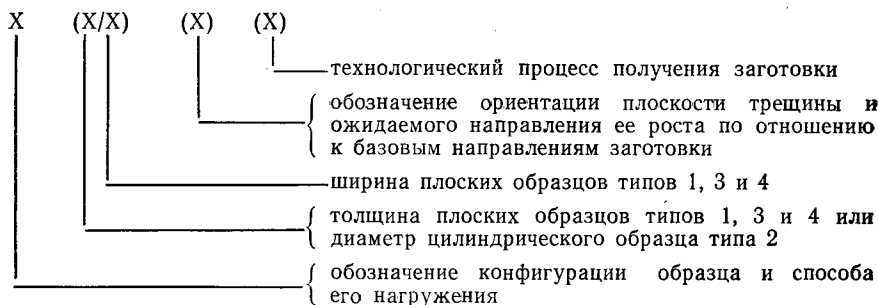 X (X/X) (X) (X)
технологический процесс получения заготовки
обозначение ориентации плоскости трещины и
ожидаемого направления ее роста по отношению
к базовым направлениям заготовки
ширина плоских образцов типов 1, 3 и 4
толщина плоских образцов типов 1, 3 и 4 или
диаметр цилиндрического образца типа 2
обозначение конфигурации образца и способа
его нагружения